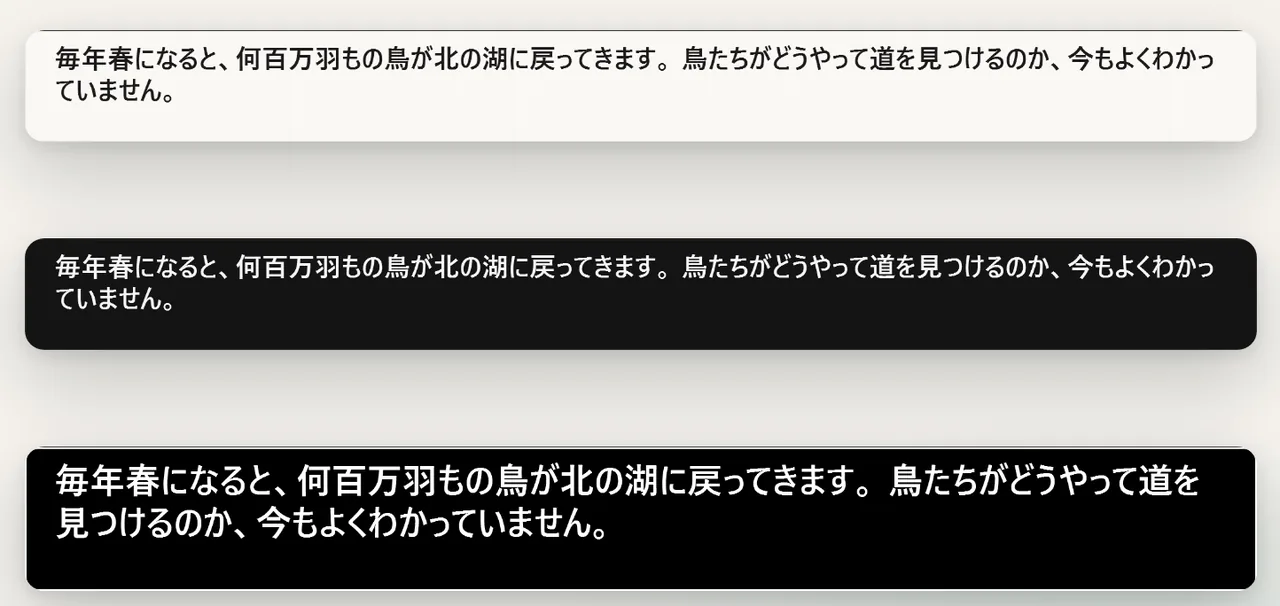 毎年春になると、何百万羽もの鳥が北の湖に戻ってきます。鳥たちがどうやって道を見つけるのか、今もよくわかっ
ていません。
毎年春になると、何百万羽もの鳥が北の湖に戻ってきます。鳥たちがどうやって道を見つけるのか、今もよくわかっ
ていません。
毎年春になると、何百万羽もの鳥が北の湖に戻ってきます。鳥たちがどうやって道を
見つけるのか、今もよくわかっていません。